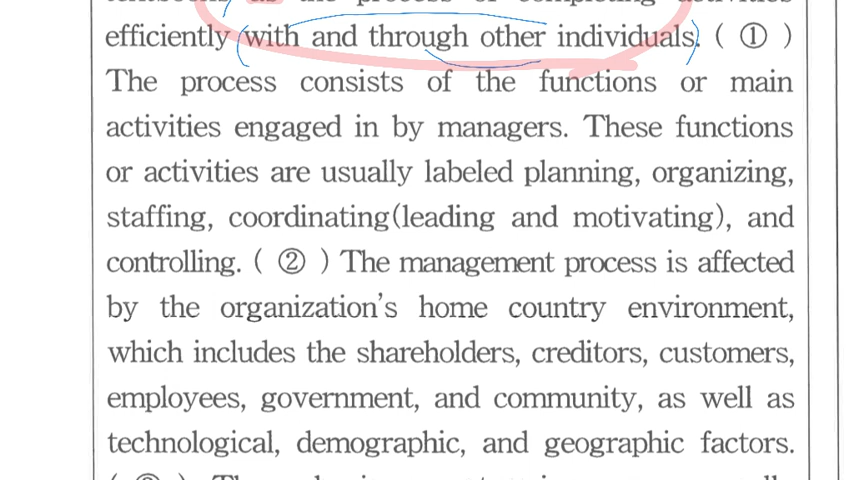 efficiently with and through other individuals. ( ① )
The process consists of the functions or main
activities engaged in by managers. These functions
or activities are usually labeled planning, organizing,
staffing, coordinating(leading and motivating), and
controlling. ( ② ) The management process is affected
by the organization's home country environment,
which includes the shareholders, creditors, customers,
employees, government, and community, as well as
technological, demographic, and geographic factors.